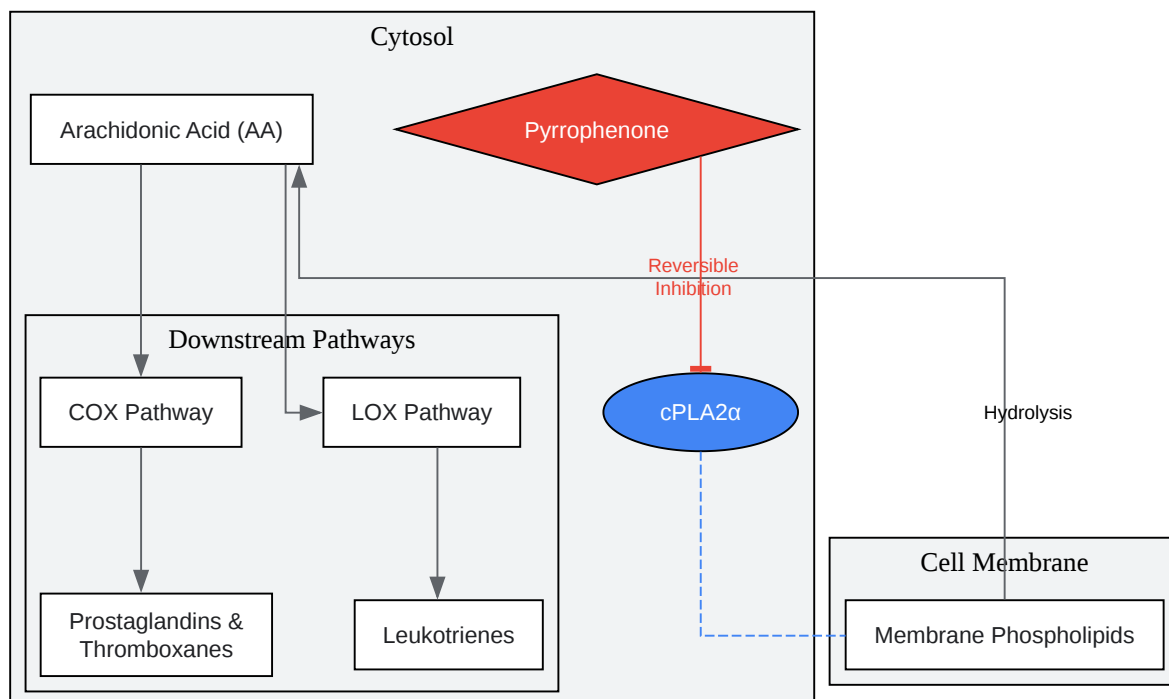 Cytosol
Arachidonic Acid (AA)
Pyrrophenone
Reversible
Inhibition
Downstream Pathways
COX Pathway
LOX Pathway
cPLA2α
Hydrolysis
Cell Membrane
Prostaglandins &
Thromboxanes
Leukotrienes
Membrane Phospholipids